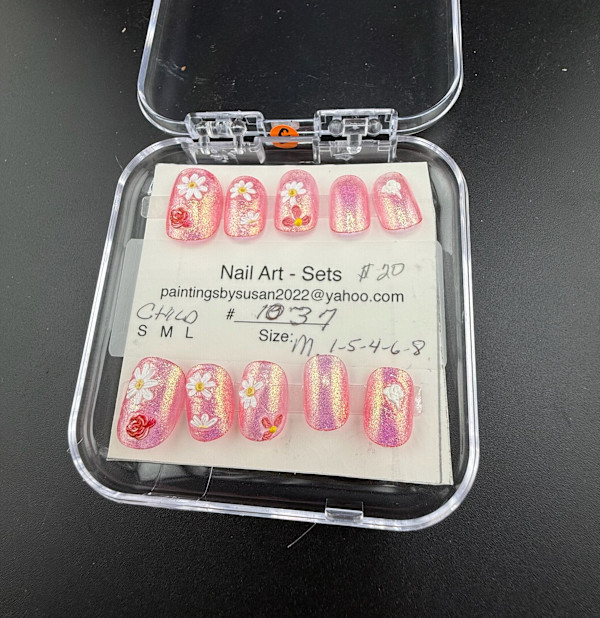 Nail Art - Sets $20
paintingsbysusan2022@yahoo.com
CHILD # 1037
S M L Size: M 1-5-4-6-8